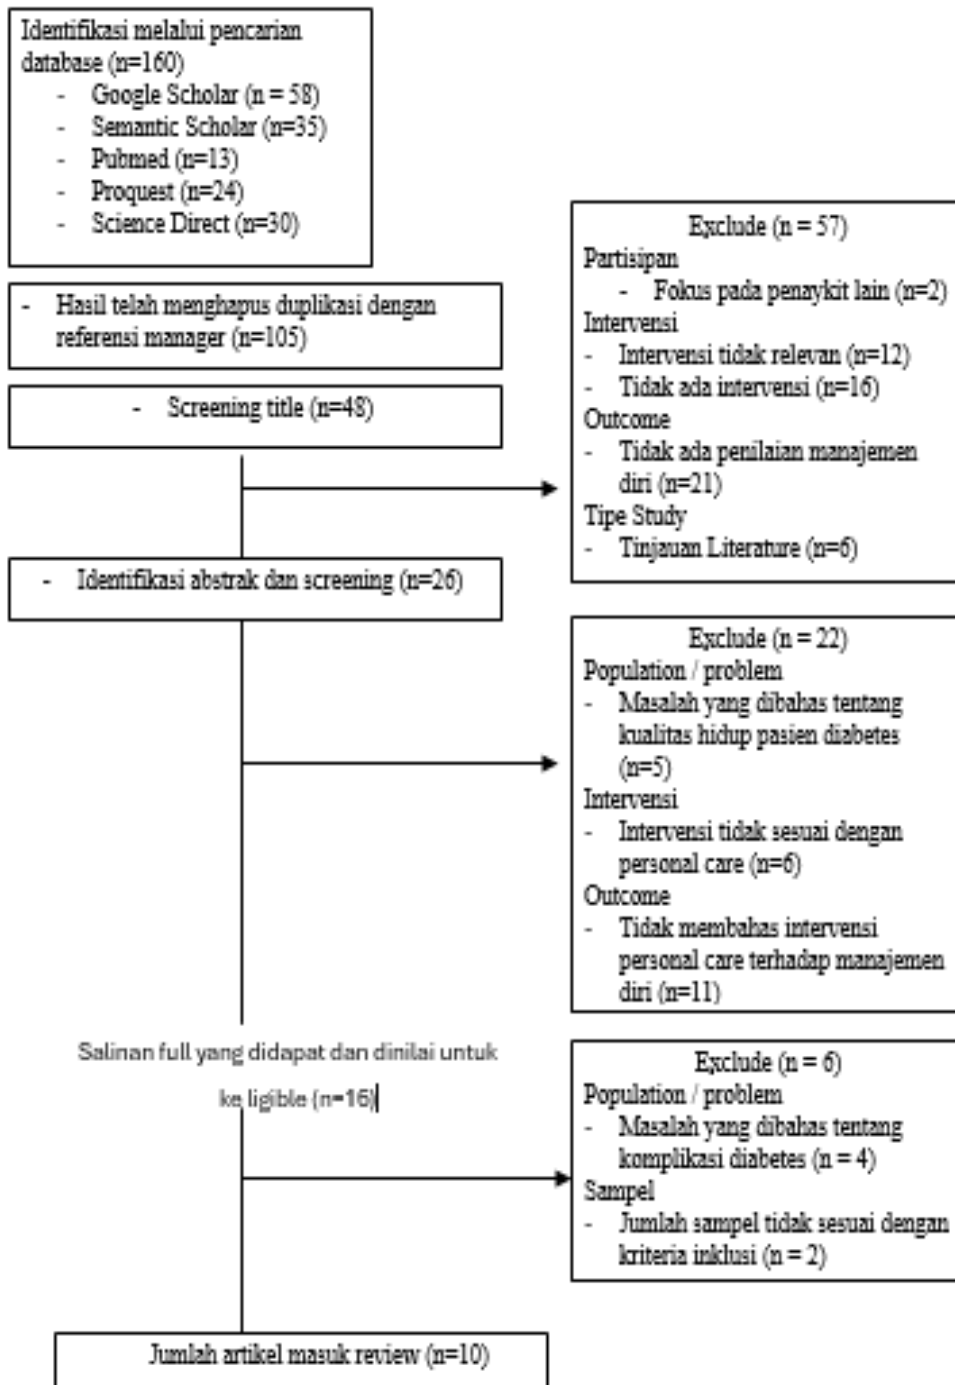 Identifikasi melalui pencarian
database (n=160)
- Google Scholar (n = 58)
- Semantic Scholar (n=35)
- Pubmed (n=13)
- Proquest (n=24)
- Science Direct (n=30)
- Hasil telah menghapus duplikasi dengan
referensi manager (n=105)
- Screening title (n=48)
Exclude (n = 57)
Partisipan
- Fokus pada penaykit lain (n=2)
Intervensi
- Intervensi tidak relevan (n=12)
- Tidak ada intervensi (n=16)
Outcome
- Tidak ada penilaian manajemen
diri (n=21)
Tipe Study
- Tinjauan Literature (n=6)
- Identifikasi abstrak dan screening (n=26)
Exclude (n = 22)
Population / problem
- Masalah yang dibahas tentang
kualitas hidup pasien diabetes
(n=5)
Intervensi
- Intervensi tidak sesuai dengan
personal care (n=6)
Outcome
- Tidak membahas intervensi
personal care terhadap manajemen
diri (n=11)
Salinan full yang didapat dan dinilai untuk
ke ligible (n=16)
Exclude (n = 6)
Population / problem
- Masalah yang dibahas tentang
komplikasi diabetes (n = 4)
Sampel
- Jumlah sampel tidak sesuai dengan
kriteria inklusi (n = 2)
Jumlah artikel masuk review (n=10)